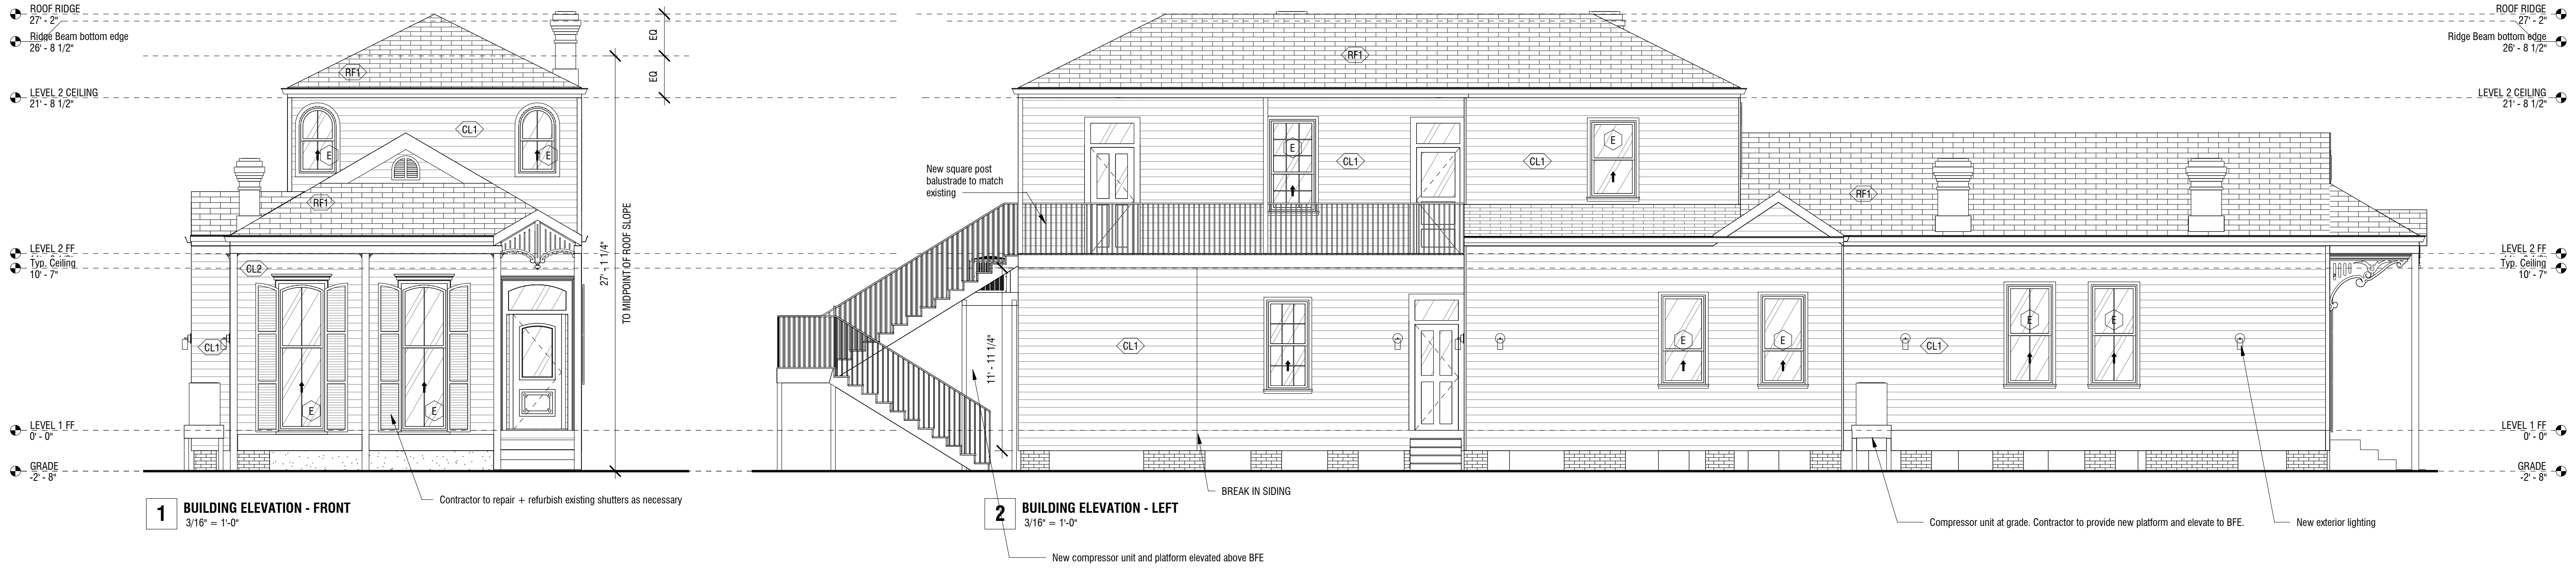 ROOF RIDGE
27' - 2"
Ridge Beam bottom edge
26' - 8 1/2"
LEVEL 2 CEILING
21' - 8 1/2"
LEVEL 2 FF
Typ. Ceiling
10' - 7"
LEVEL 1 FF
0' - 0"
GRADE
-2' - 8"
RF1
CL1
E
E
RF1
CL2
CL1
E
E
EQ
EQ
27' - 1 1/4"
TO MIDPOINT OF ROOF SLOPE
Contractor to repair + refurbish existing shutters as necessary
1
BUILDING ELEVATION - FRONT
3/16" = 1'-0"
RF1
New square post
balustrade to match
existing
E
CL1
CL1
E
RF1
11' - 11 1/4"
CL1
E
E
CL1
E
E
BREAK IN SIDING
2
BUILDING ELEVATION - LEFT
3/16" = 1'-0"
New compressor unit and platform elevated above BFE
Compressor unit at grade. Contractor to provide new platform and elevate to BFE.
New exterior lighting
ROOF RIDGE
27' - 2"
Ridge Beam bottom edge
26' - 8 1/2"
LEVEL 2 CEILING
21' - 8 1/2"
LEVEL 2 FF
Typ. Ceiling
10' - 7"
LEVEL 1 FF
0' - 0"
GRADE
-2' - 8"